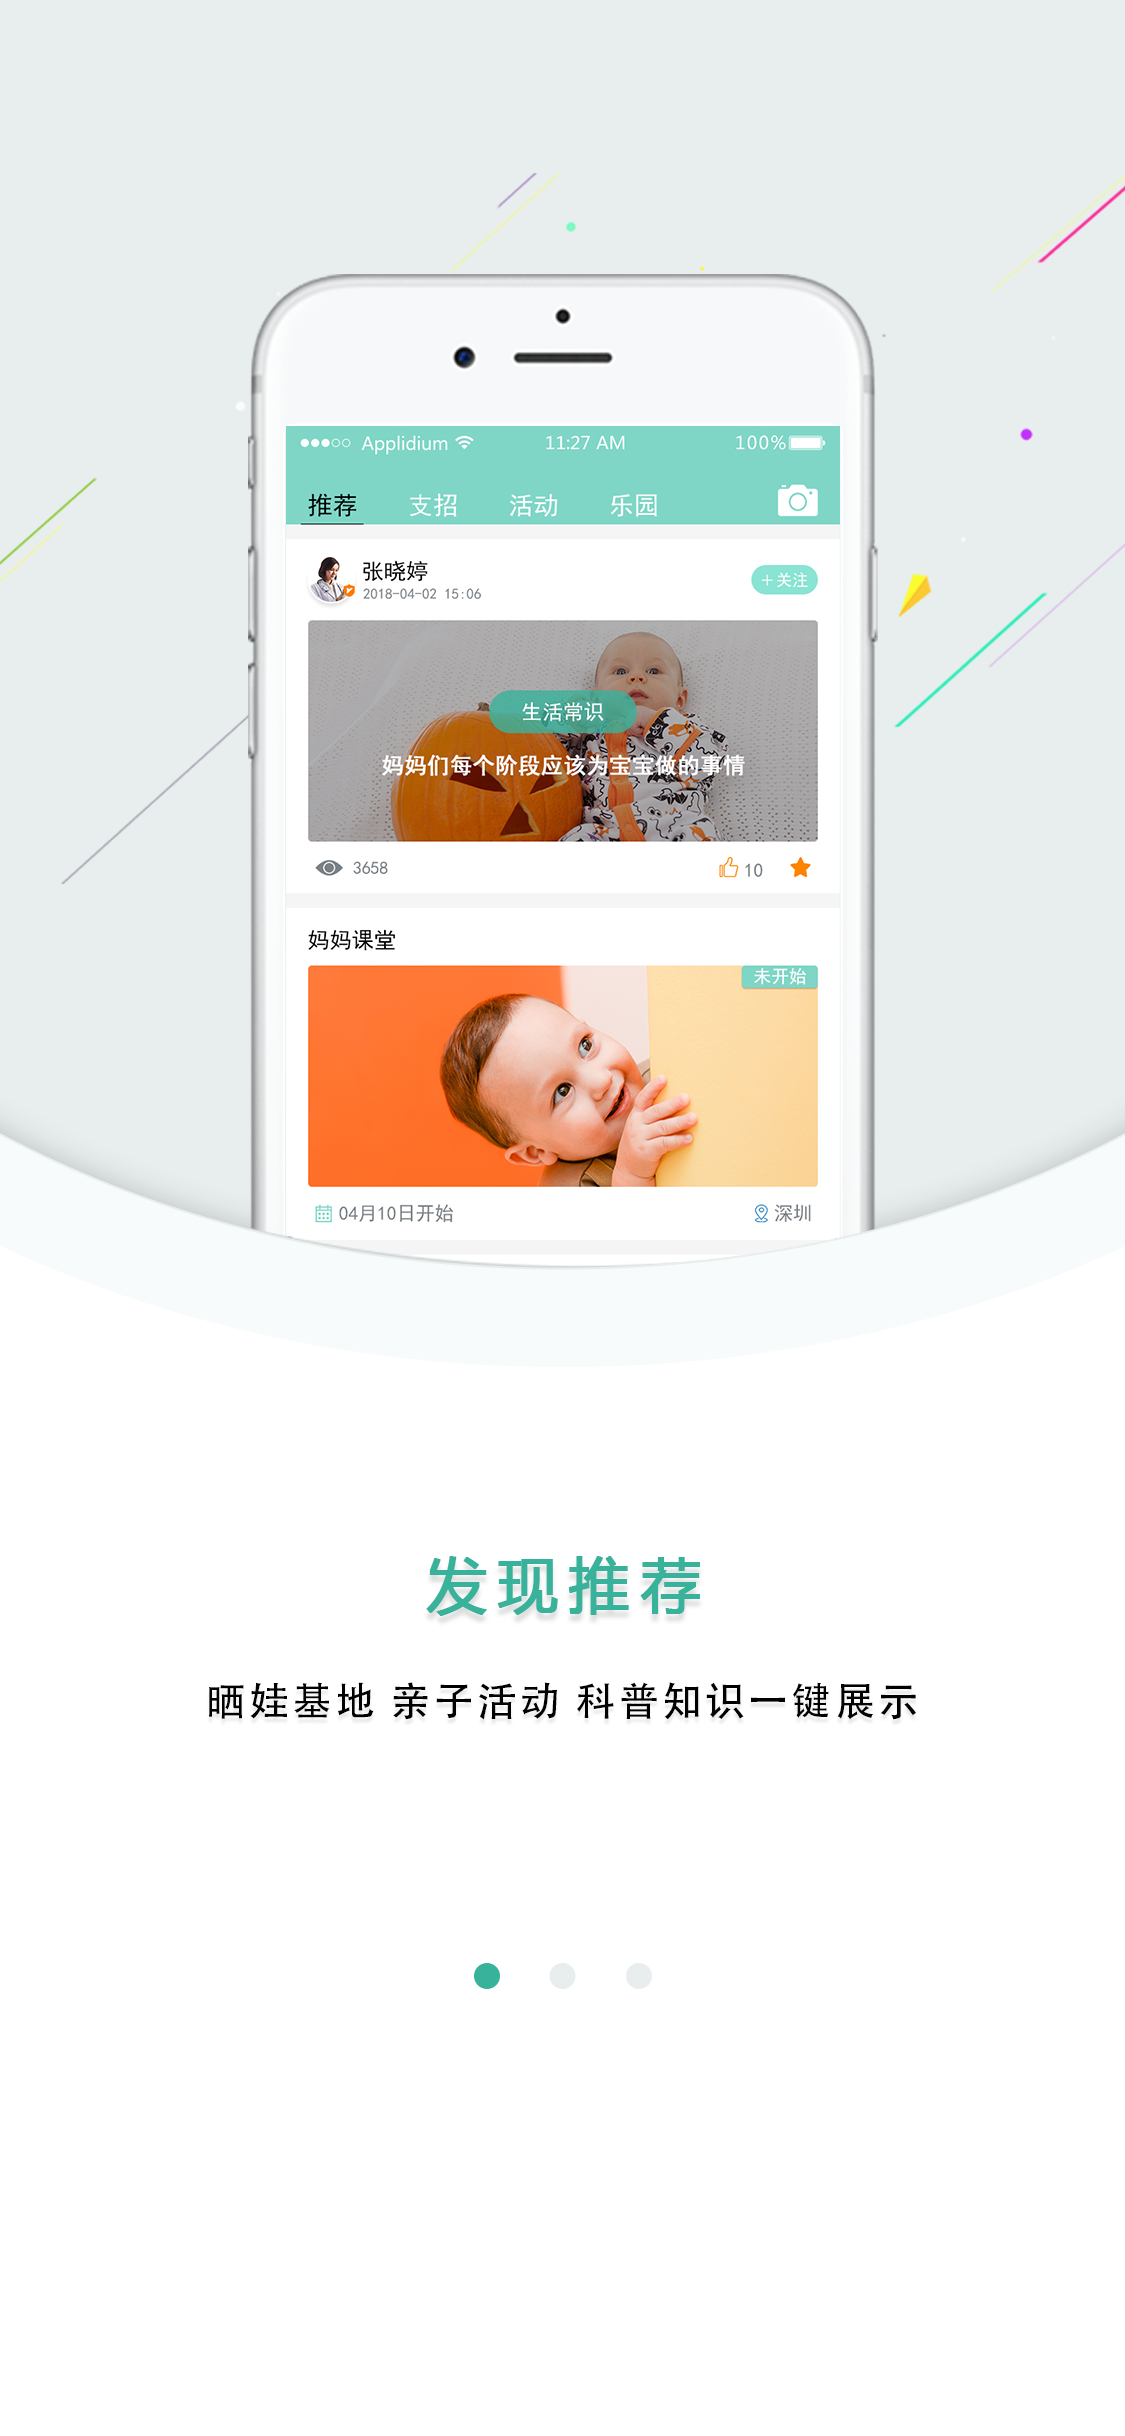 Applidium 11:27 AM 100%
推荐 支招 活动 乐园
张晓婷
2018-04-02 15:06
+关注
生活常识
妈妈们每个阶段应该为宝宝做的事情
3658 10
妈妈课堂
未开始
04月10日开始 深圳
发现推荐
晒娃基地 亲子活动 科普知识一键展示